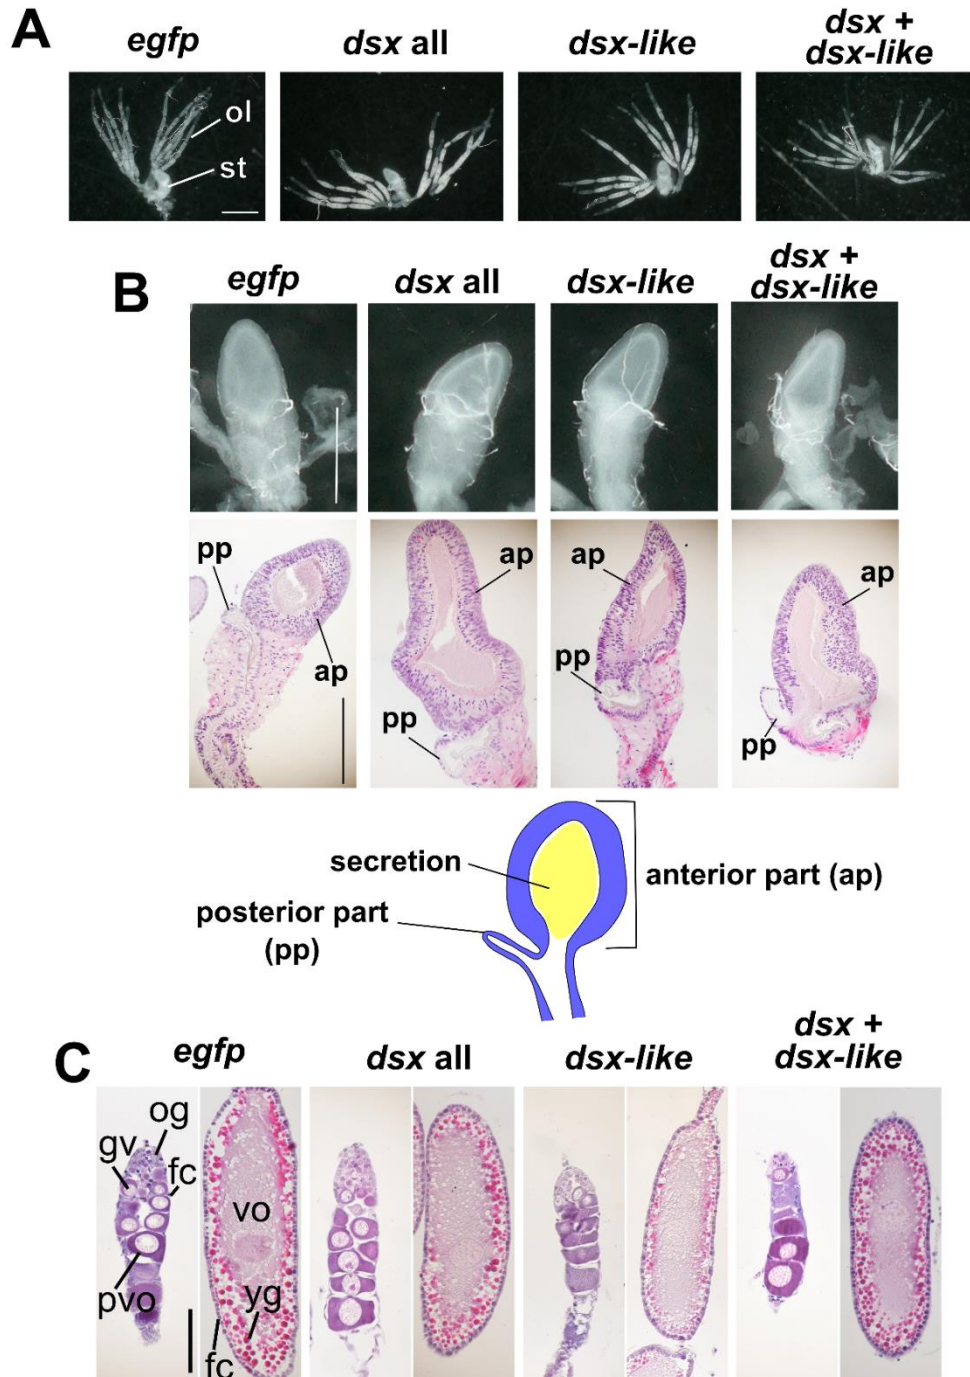 A
egfp
dsx all
dsx-like
dsx +
dsx-like
ol
st
B
egfp
dsx all
dsx-like
dsx +
dsx-like
pp
ap
ap
pp
ap
pp
ap
pp
secretion
anterior part (ap)
posterior part
(pp)
C
egfp
dsx all
dsx-like
dsx +
dsx-like
og
gv
fc
vo
pvo
yg
fc